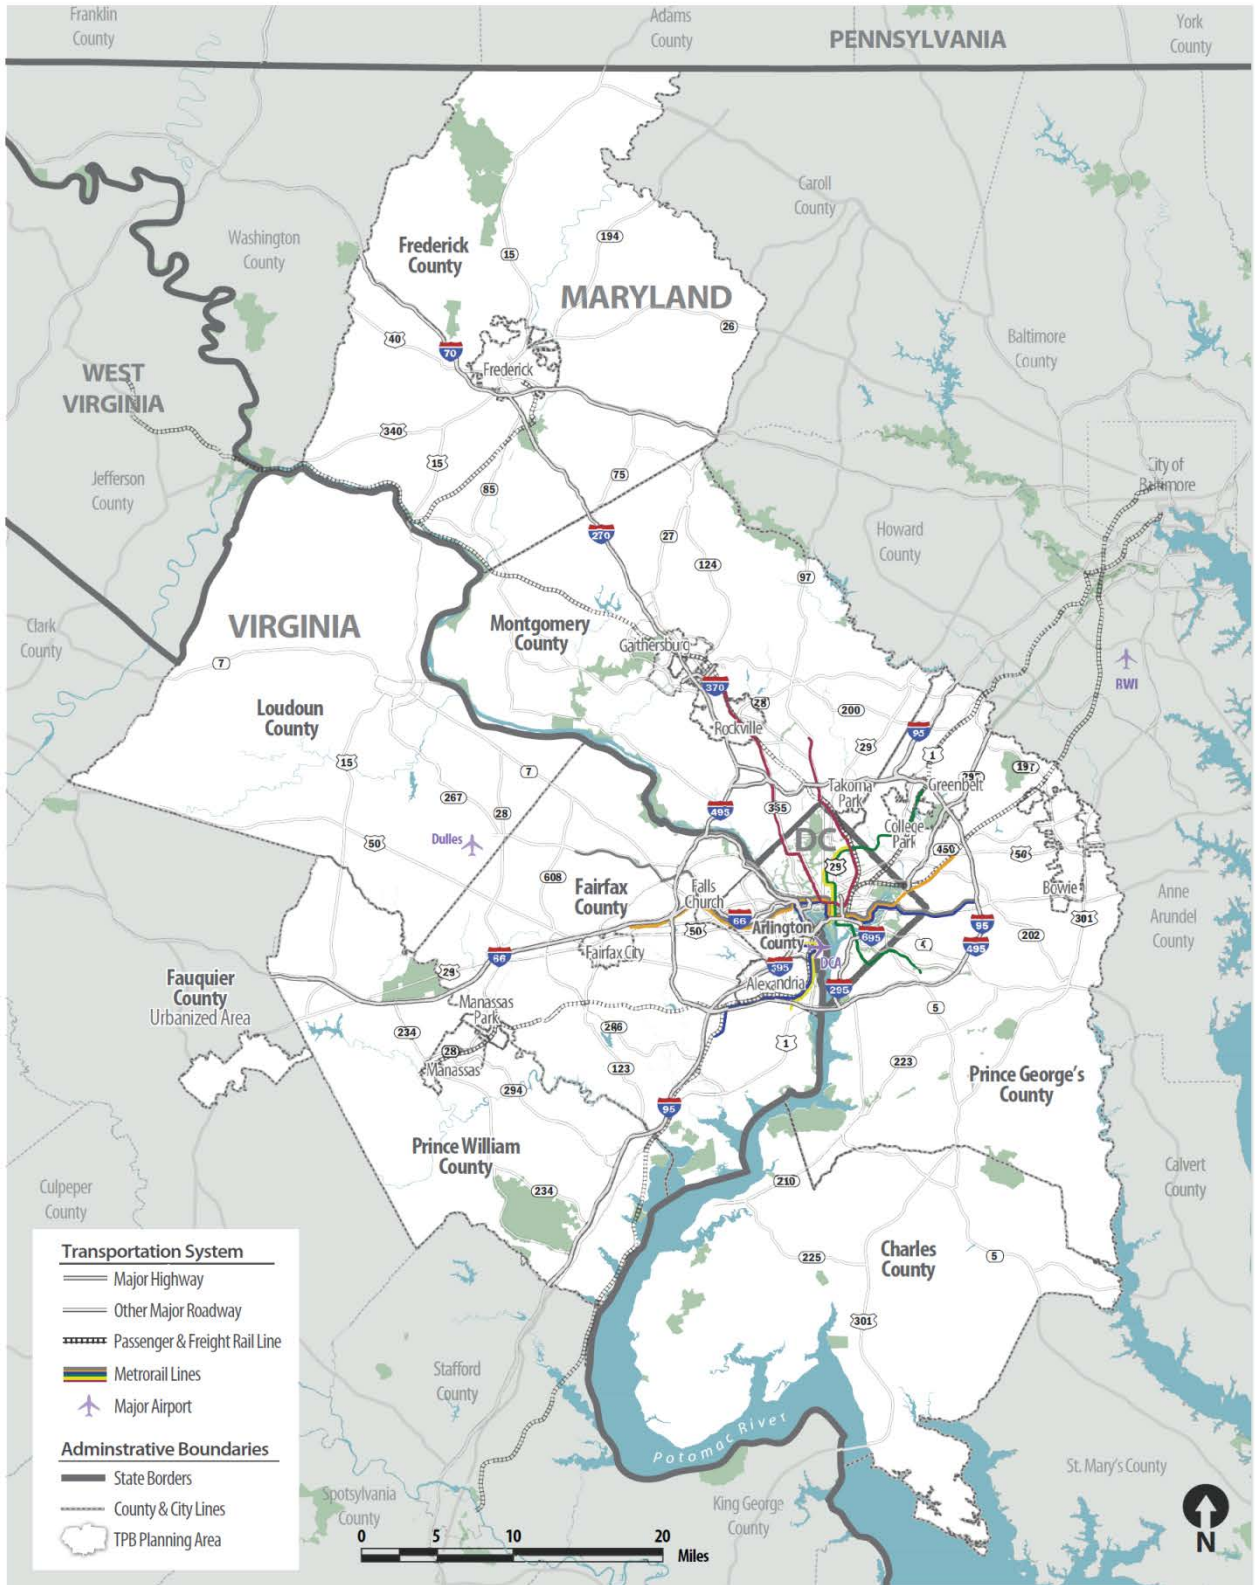 Franklin
County
Adams
County
PENNSYLVANIA
York
County
Caroll
County
Washington
County
Frederick
County
194
15
MARYLAND
26
40
70
Frederick
Baltimore
County
WEST
VIRGINIA
340
15
85
75
City of
Baltimore
Jefferson
County
270
27
124
97
Howard
County
VIRGINIA
Clark
County
7
Montgomery
County
Gaithersburg
370
28
200
BWI
Loudoun
County
Rockville
29
95
1
15
7
267
28
495
355
Takoma
Park
Greenbelt
295
197
50
Dulles
DC
College
Park
450
50
29
608
Fairfax
County
Falls
Church
Bowie
Anne
Arundel
County
66
50
Arlington
County
695
4
95
495
202
301
66
Fairfax City
395
DCA
Alexandria
295
29
Fauquier
County
Urbanized Area
Manassas
Park
234
28
Manassas
286
1
5
123
223
294
95
Prince George's
County
Prince William
County
234
210
Calvert
County
Culpeper
County
225
Charles
County
5
301
Transportation System
Major Highway
Other Major Roadway
Passenger & Freight Rail Line
Metrorail Lines
Major Airport
Adminstrative Boundaries
State Borders
County & City Lines
TPB Planning Area
Stafford
County
Potomac River
St. Mary's County
Spotsylvania
County
King George
County
0 5 10 20
Miles
N